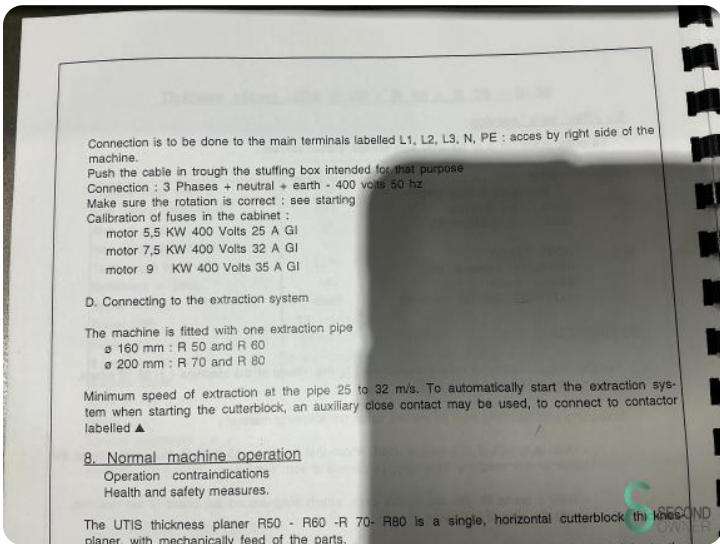 Connection is to be done to the main terminals labelled L1, L2, L3, N, PE : acces by right side of the
machine.
Push the cable in trough the stuffing box intended for that purpose
Connection : 3 Phases + neutral + earth - 400 volts 50 hz
Make sure the rotation is correct : see starting
Calibration of fuses in the cabinet :
motor 5,5 KW 400 Volts 25 A GI
motor 7,5 KW 400 Volts 32 A GI
motor 9 KW 400 Volts 35 A GI
D. Connecting to the extraction system
The machine is fitted with one extraction pipe
ø 160 mm : R 50 and R 60
ø 200 mm : R 70 and R 80
Minimum speed of extraction at the pipe 25 to 32 m/s. To automatically start the extraction sys-
tem when starting the cutterblock, an auxiliary close contact may be used, to connect to contactor
labelled ▲
8. Normal machine operation
Operation contraindications
Health and safety measures.
The UTIS thickness planer R50 - R60 -R 70- R80 is a single, horizontal cutterblock thicknes-
planer, with mechanically feed of the parts.
SECOND
OWNER